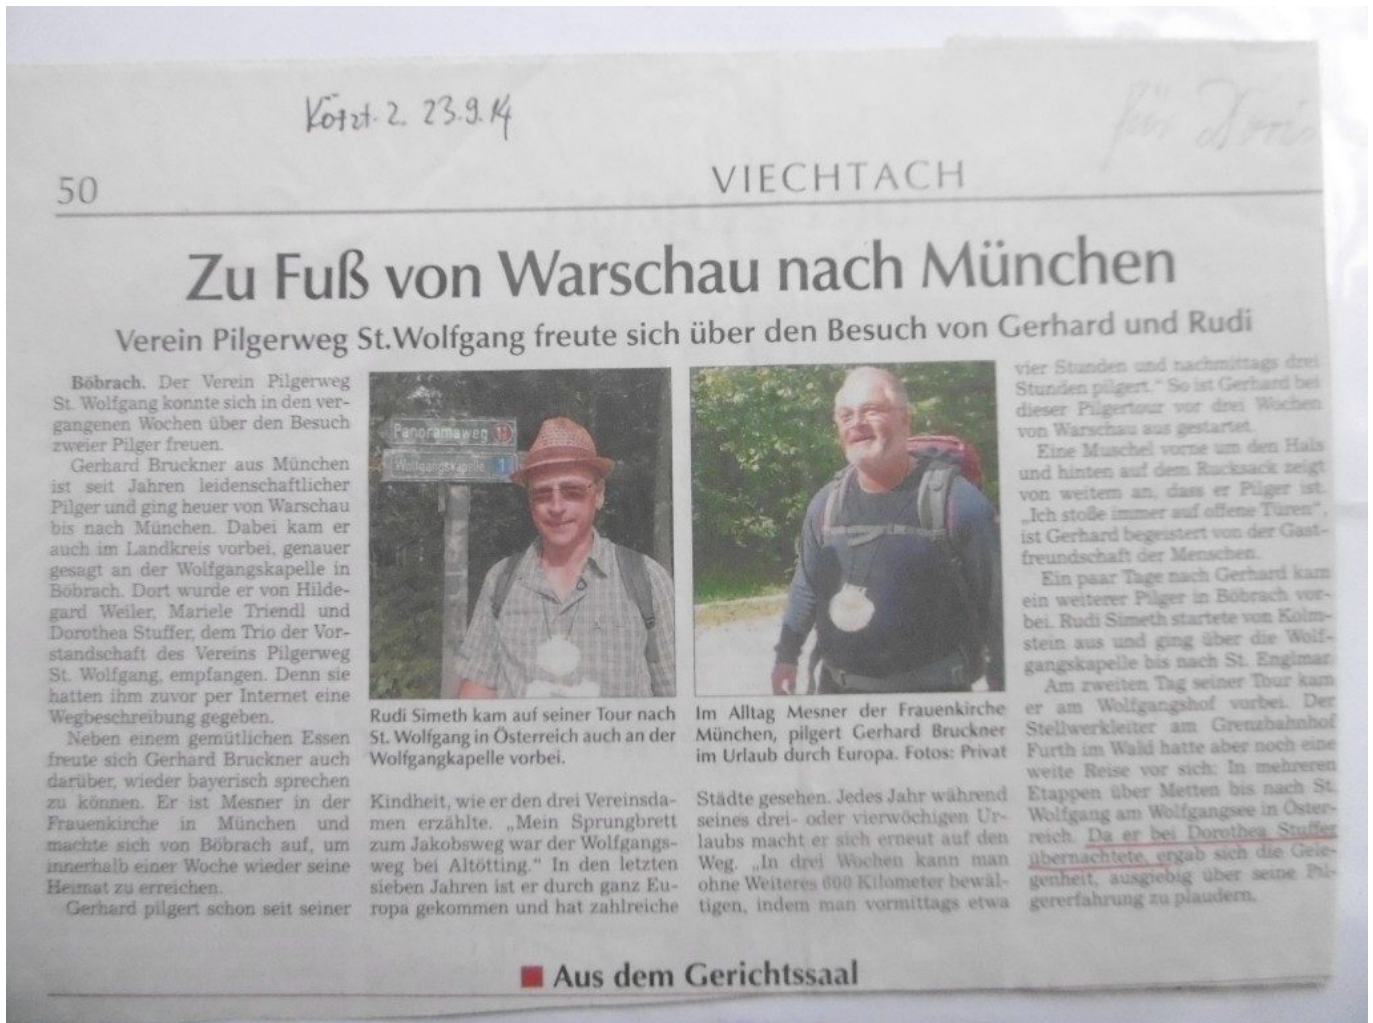 Kötzt. Z. 23.9.14
für Doris
50
VIECHTACH
Zu Fuß von Warschau nach München
Verein Pilgerweg St.Wolfgang freute sich über den Besuch von Gerhard und Rudi
Böbrach. Der Verein Pilgerweg
St. Wolfgang konnte sich in den ver-
gangenen Wochen über den Besuch
zweier Pilger freuen.
Gerhard Bruckner aus München
ist seit Jahren leidenschaftlicher
Pilger und ging heuer von Warschau
bis nach München. Dabei kam er
auch im Landkreis vorbei, genauer
gesagt an der Wolfgangskapelle in
Böbrach. Dort wurde er von Hilde-
gard Weiler, Mariele Triendl und
Dorothea Stuffer, dem Trio der Vor-
standschaft des Vereins Pilgerweg
St. Wolfgang, empfangen. Denn sie
hatten ihm zuvor per Internet eine
Wegbeschreibung gegeben.
Neben einem gemütlichen Essen
freute sich Gerhard Bruckner auch
darüber, wieder bayerisch sprechen
zu können. Er ist Mesner in der
Frauenkirche in München und
machte sich von Böbrach auf, um
innerhalb einer Woche wieder seine
Heimat zu erreichen.
Gerhard pilgert schon seit seiner
Panoramaweg
Wolfgangskapelle 1
Rudi Simeth kam auf seiner Tour nach
St. Wolfgang in Österreich auch an der
Wolfgangkapelle vorbei.
Kindheit, wie er den drei Vereinsda-
men erzählte. „Mein Sprungbrett
zum Jakobsweg war der Wolfgangs-
weg bei Altötting.“ In den letzten
sieben Jahren ist er durch ganz Eu-
ropa gekommen und hat zahlreiche
Im Alltag Mesner der Frauenkirche
München, pilgert Gerhard Bruckner
im Urlaub durch Europa. Fotos: Privat
Städte gesehen. Jedes Jahr während
seines drei- oder vierwöchigen Ur-
laubs macht er sich erneut auf den
Weg. „In drei Wochen kann man
ohne Weiteres 600 Kilometer bewäl-
tigen, indem man vormittags etwa
vier Stunden und nachmittags drei
Stunden pilgert.“ So ist Gerhard bei
dieser Pilgertour vor drei Wochen
von Warschau aus gestartet.
Eine Muschel vorne um den Hals
und hinten auf dem Rucksack zeigt
von weitem an, dass er Pilger ist.
„Ich stoße immer auf offene Türen“,
ist Gerhard begeistert von der Gast-
freundschaft der Menschen.
Ein paar Tage nach Gerhard kam
ein weiterer Pilger in Böbrach vor-
bei. Rudi Simeth startete von Kolm-
stein aus und ging über die Wolf-
gangskapelle bis nach St. Englmar.
Am zweiten Tag seiner Tour kam
er am Wolfgangshof vorbei. Der
Stellwerkleiter am Grenzbahnhof
Furth im Wald hatte aber noch eine
weite Reise vor sich: In mehreren
Etappen über Metten bis nach St.
Wolfgang am Wolfgangsee in Öster-
reich. Da er bei Dorothea Stuffer
übernachtete, ergab sich die Gele-
genheit, ausgiebig über seine Pil-
gererfahrung zu plaudern.
Aus dem Gerichtssaal